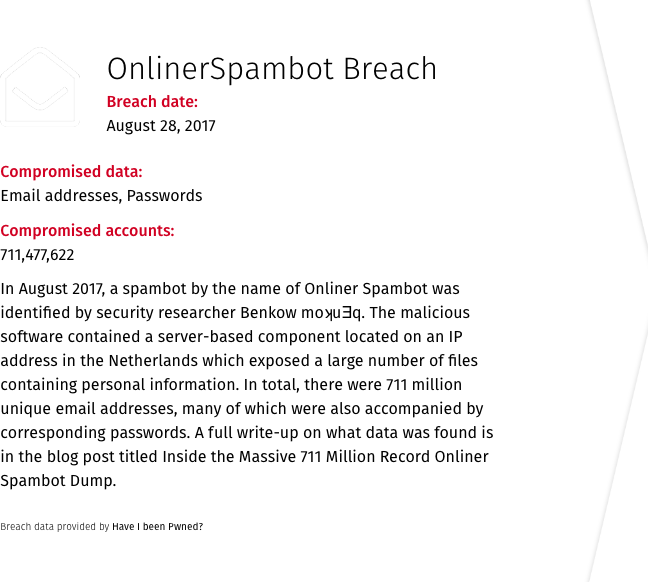 OnlinerSpambot Breach
Breach date:
August 28, 2017
Compromised data:
Email addresses, Passwords
Compromised accounts:
711,477,622
In August 2017, a spambot by the name of Onliner Spambot was
identified by security researcher Benkow moʞuƎq. The malicious
software contained a server-based component located on an IP
address in the Netherlands which exposed a large number of files
containing personal information. In total, there were 711 million
unique email addresses, many of which were also accompanied by
corresponding passwords. A full write-up on what data was found is
in the blog post titled Inside the Massive 711 Million Record Onliner
Spambot Dump.
Breach data provided by Have I been Pwned?